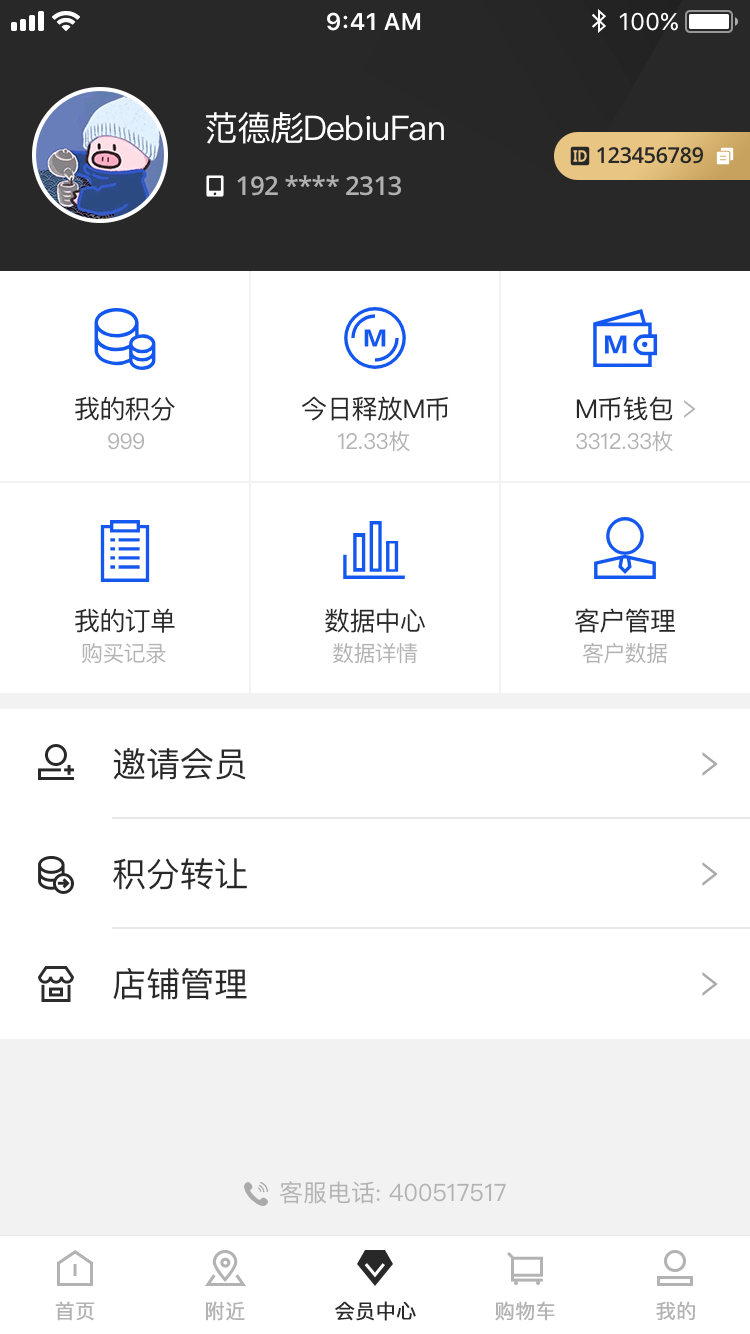 9:41 AM 100%
范德彪DebiuFan
ID 123456789
192 **** 2313
M M
我的积分 今日释放M币 M币钱包
999 12.33枚 3312.33枚
我的订单 数据中心 客户管理
购买记录 数据详情 客户数据
邀请会员
积分转让
店铺管理
客服电话: 400517517
首页 附近 会员中心 购物车 我的